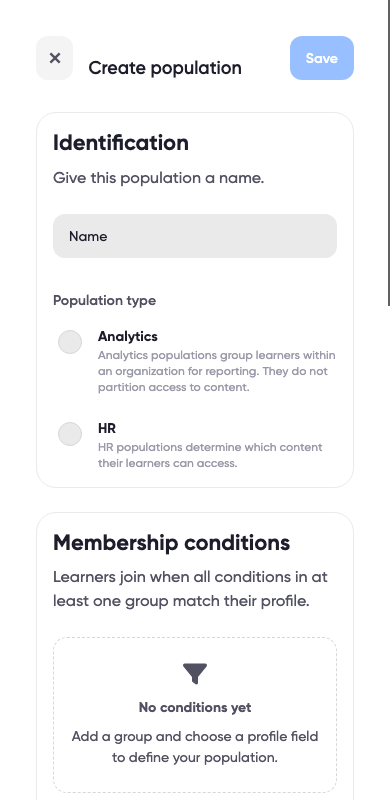 Create population
Save
Identification
Give this population a name.
Name
Population type
Analytics
Analytics populations group learners within
an organization for reporting. They do not
partition access to content.
HR
HR populations determine which content
their learners can access.
Membership conditions
Learners join when all conditions in at
least one group match their profile.
No conditions yet
Add a group and choose a profile field
to define your population.